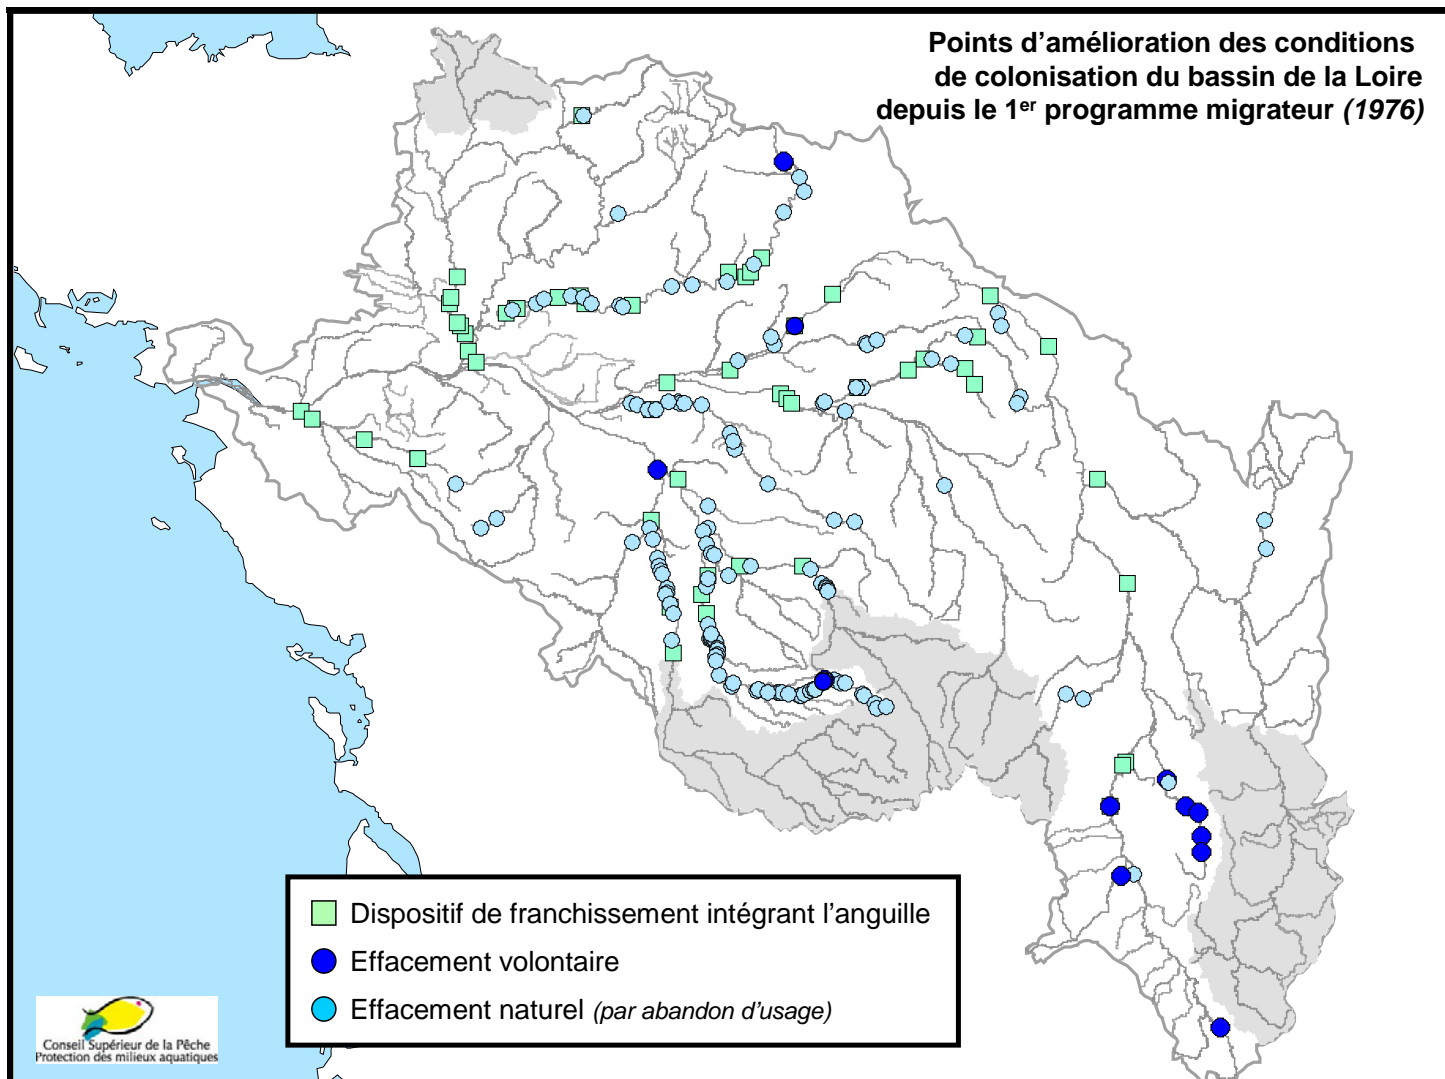 Points d’amélioration des conditions
de colonisation du bassin de la Loire
depuis le 1er programme migrateur (1976)
Dispositif de franchissement intégrant l’anguille
Effacement volontaire
Effacement naturel (par abandon d’usage)
Conseil Supérieur de la Pêche
Protection des milieux aquatiques